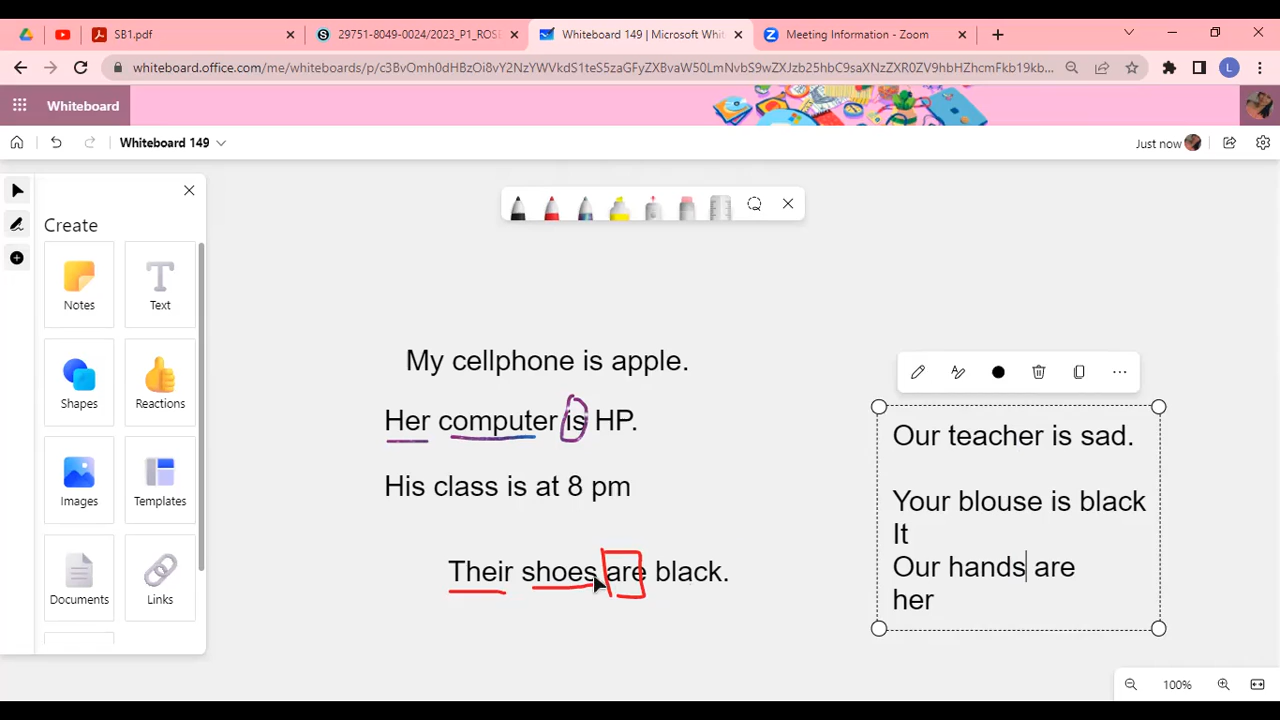 SB1.pdf
29751-8049-0024/2023_P1_ROS
Whiteboard 149 | Microsoft Whit
Meeting Information - Zoom
L
Whiteboard
Whiteboard 149
Just now
Create
Notes
Text
Shapes
Reactions
Images
Templates
Documents
Links
My cellphone is apple.
Her computer is HP.
His class is at 8 pm
Their shoes are black.
Our teacher is sad.
Your blouse is black
It
Our hands are
her
100%